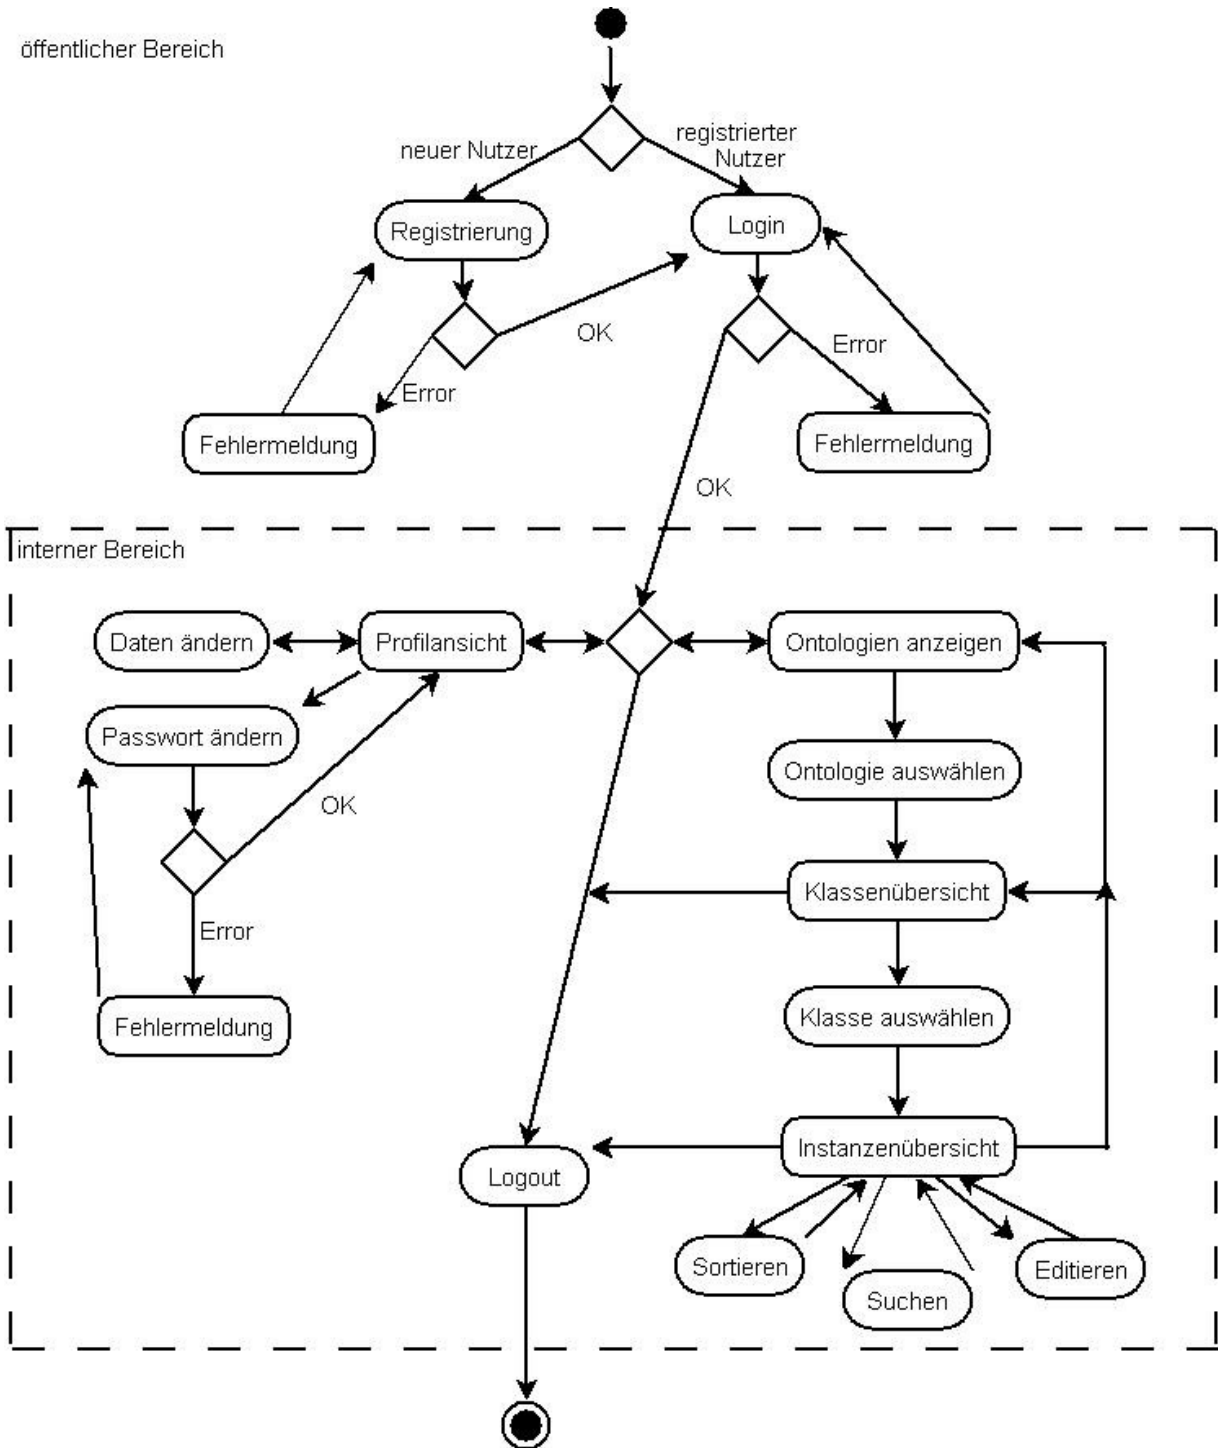 öffentlicher Bereich
neuer Nutzer
registrierter
Nutzer
Registrierung
Login
OK
Error
Error
Fehlermeldung
Fehlermeldung
OK
interner Bereich
Daten ändern
Profilansicht
Ontologien anzeigen
Passwort ändern
Ontologie auswählen
OK
Klassenübersicht
Error
Fehlermeldung
Klasse auswählen
Instanzenübersicht
Logout
Sortieren
Suchen
Editieren